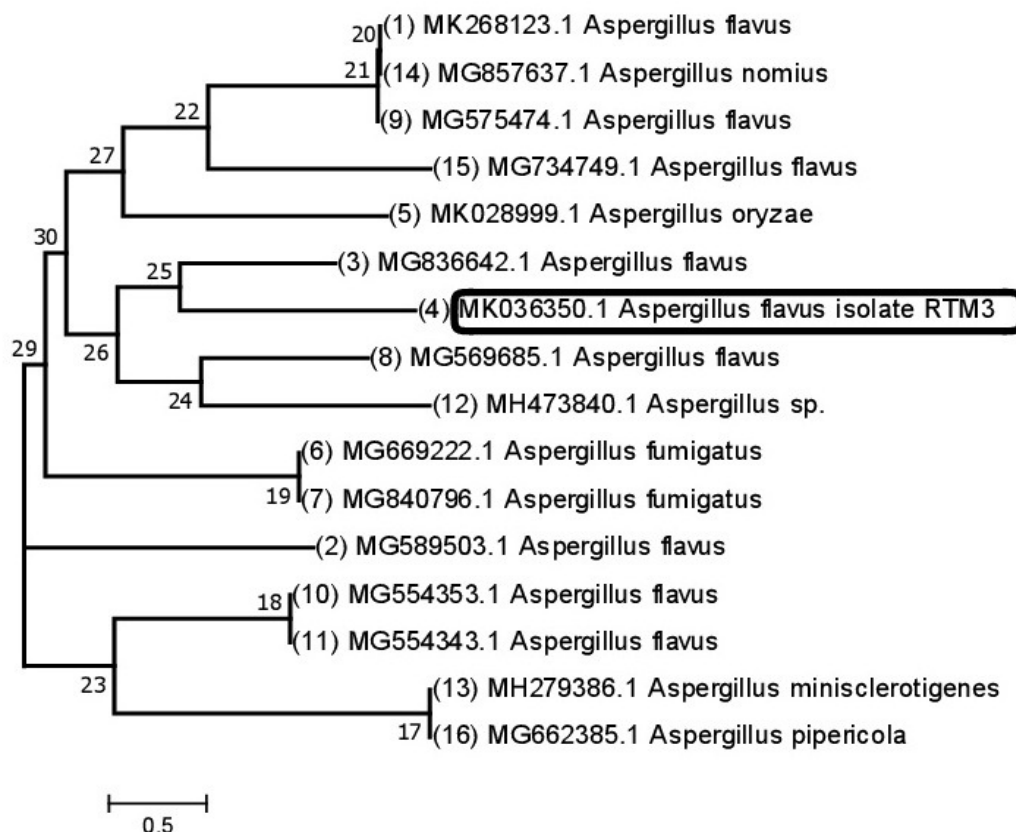 20
(1) MK268123.1 Aspergillus flavus
21
(14) MG857637.1 Aspergillus nomius
(9) MG575474.1 Aspergillus flavus
22
27
(15) MG734749.1 Aspergillus flavus
(5) MK028999.1 Aspergillus oryzae
30
25
(3) MG836642.1 Aspergillus flavus
(4) MK036350.1 Aspergillus flavus isolate RTM3
29
26
(8) MG569685.1 Aspergillus flavus
24
(12) MH473840.1 Aspergillus sp.
(6) MG669222.1 Aspergillus fumigatus
19
(7) MG840796.1 Aspergillus fumigatus
(2) MG589503.1 Aspergillus flavus
18
(10) MG554353.1 Aspergillus flavus
(11) MG554343.1 Aspergillus flavus
23
(13) MH279386.1 Aspergillus minisclerotigenes
17
(16) MG662385.1 Aspergillus pipericola
0.5